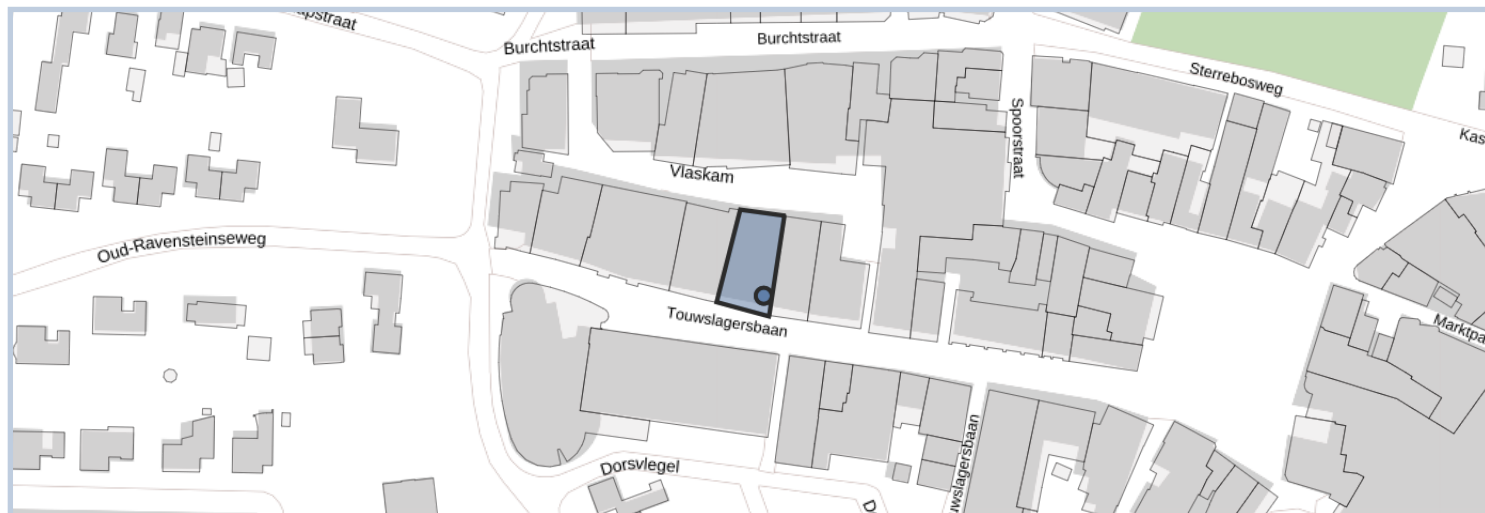 Burchtstraat
Burchtstraat
Sterrebosweg
Spoorstraat
Vlaskam
Oud-Ravensteinseweg
Touwslagersbaan
Dorsvlegel